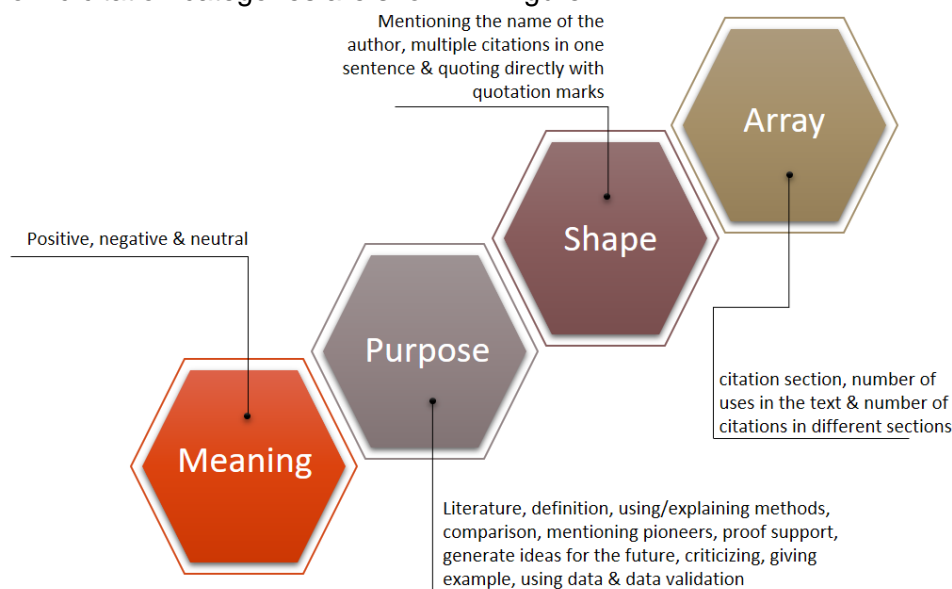 citation categories are
Mentioning the name of the
author, multiple citations in one
sentence & quoting directly with
quotation marks
Array
Shape
Positive, negative & neutral
Purpose
citation section, number of
uses in the text & number of
citations in different sections
Meaning
Literature, definition, using/explaining methods,
comparison, mentioning pioneers, proof support,
generate ideas for the future, criticizing, giving
example, using data & data validation